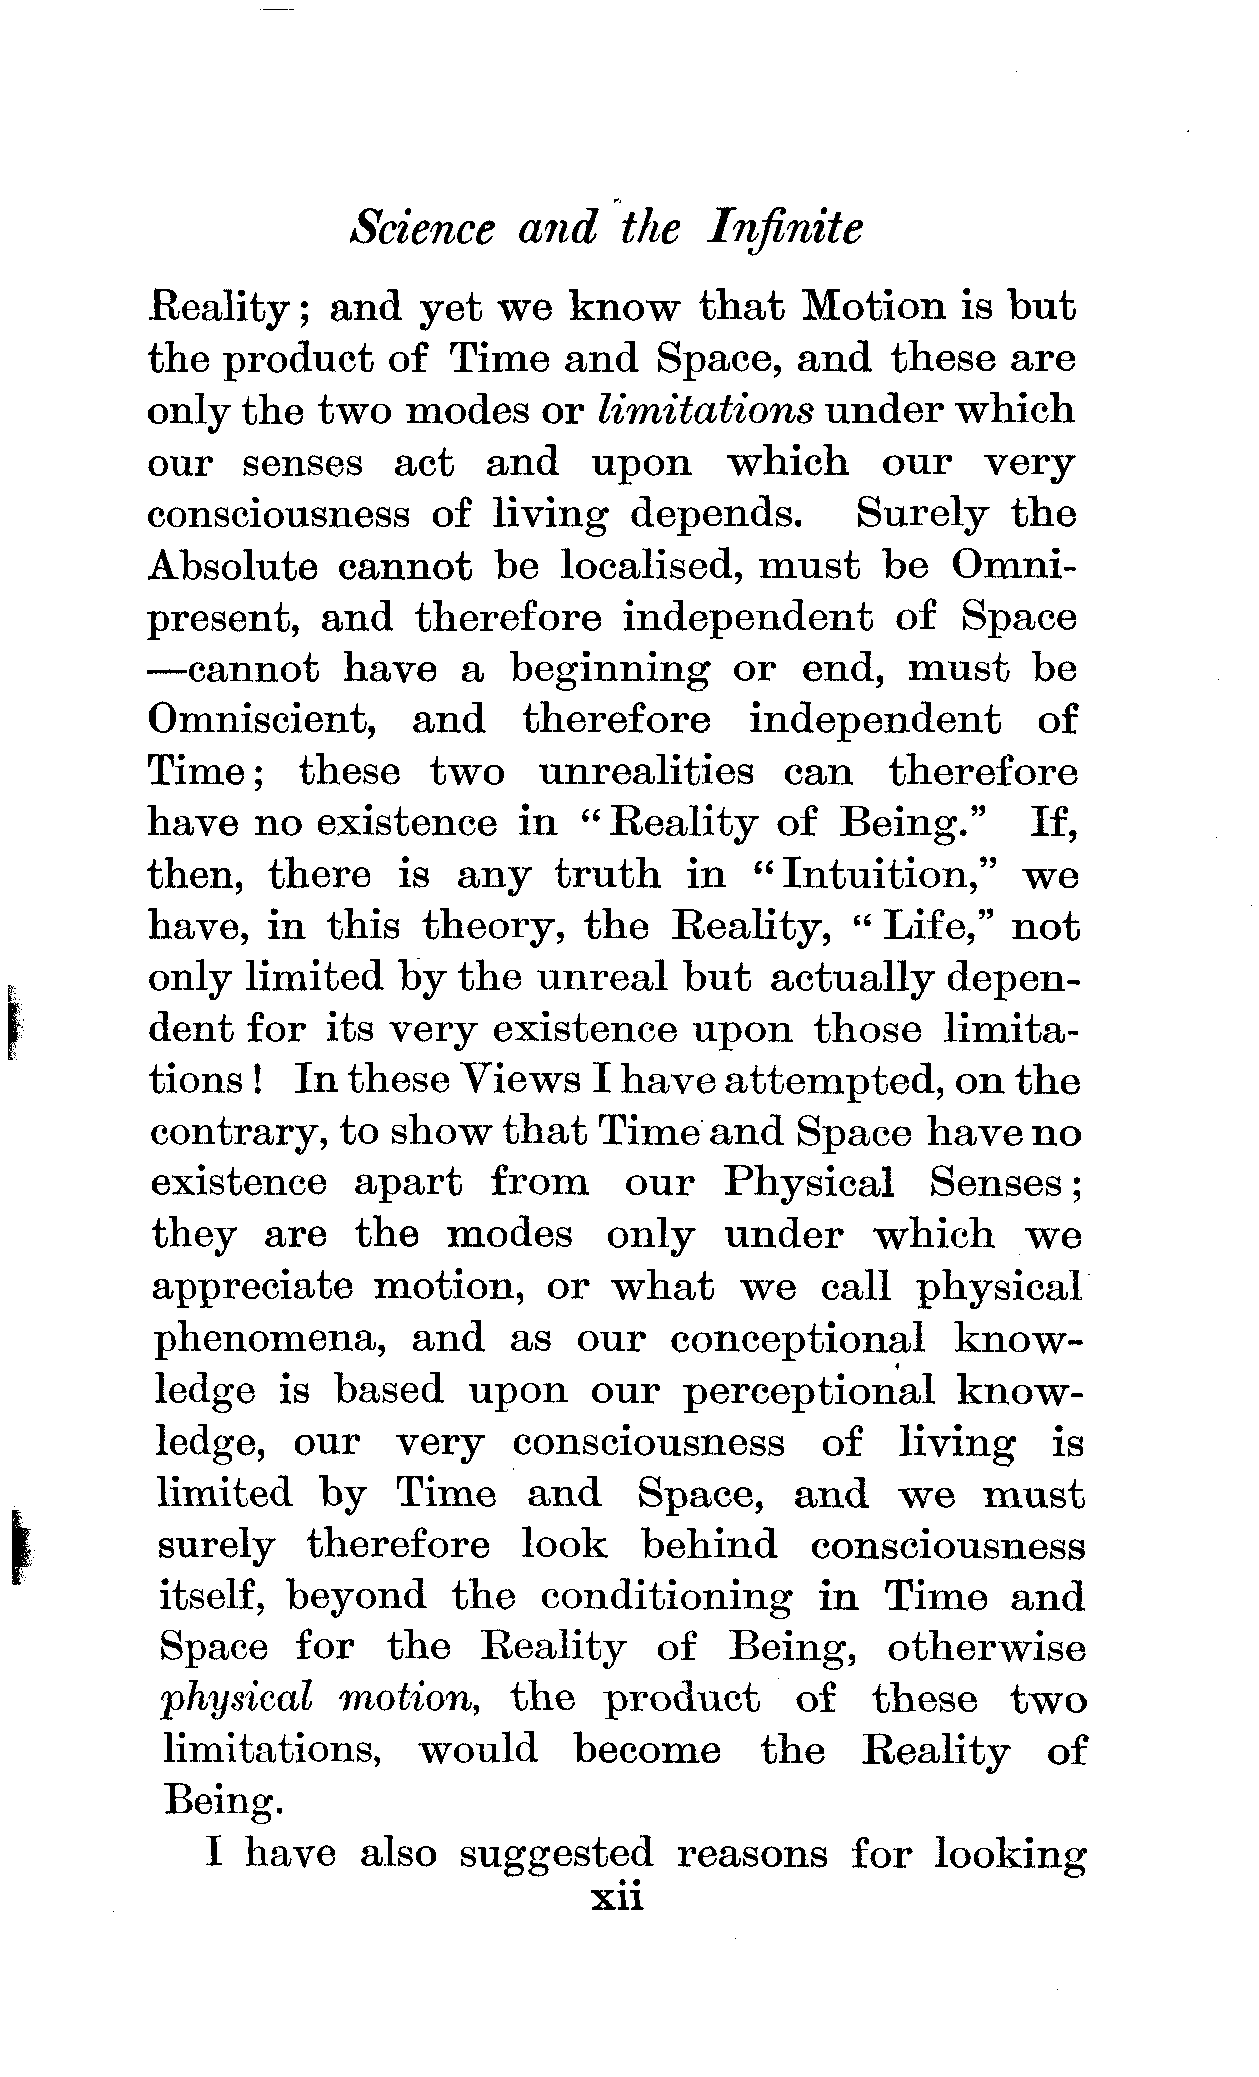 Science and the Infinite
Reality; and yet we know that Motion is but
the product of Time and Space, and these are
only the two modes or limitations under which
our senses act and upon which our very
consciousness of living depends. Surely the
Absolute cannot be localised, must be Omni-
present, and therefore independent of Space
—cannot have a beginning or end, must be
Omniscient, and therefore independent of
Time; these two unrealities can therefore
have no existence in “Reality of Being.” If,
then, there is any truth in “Intuition,” we
have, in this theory, the Reality, “Life,” not
only limited by the unreal but actually depen-
dent for its very existence upon those limita-
tions! In these Views I have attempted, on the
contrary, to show that Time and Space have no
existence apart from our Physical Senses;
they are the modes only under which we
appreciate motion, or what we call physical
phenomena, and as our conceptional know-
ledge is based upon our perceptional know-
ledge, our very consciousness of living is
limited by Time and Space, and we must
surely therefore look behind consciousness
itself, beyond the conditioning in Time and
Space for the Reality of Being, otherwise
physical motion, the product of these two
limitations, would become the Reality of
Being.
I have also suggested reasons for looking
xii